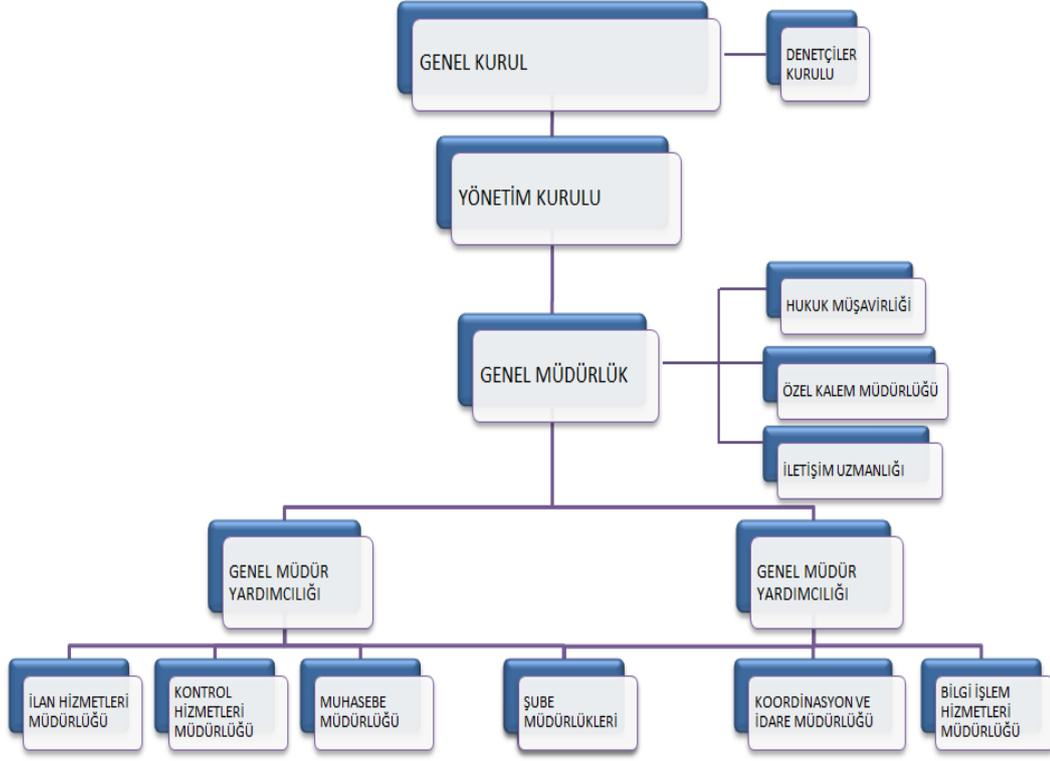 GENEL KURUL
DENETÇİLER
KURULU
YÖNETİM KURULU
HUKUK MÜŞAVİRLİĞİ
GENEL MÜDÜRLÜK
ÖZEL KALEM MÜDÜRLÜĞÜ
İLETİŞİM UZMANLIĞI
GENEL MÜDÜR
YARDIMCILIĞI
GENEL MÜDÜR
YARDIMCILIĞI
İLAN HİZMETLERİ
MÜDÜRLÜĞÜ
KONTROL
HİZMETLERİ
MÜDÜRLÜĞÜ
MUHASEBE
MÜDÜRLÜĞÜ
ŞUBE
MÜDÜRLÜKLERİ
KOORDİNASYON VE
İDARE MÜDÜRLÜĞÜ
BİLGİ İŞLEM
HİZMETLERİ
MÜDÜRLÜĞÜ